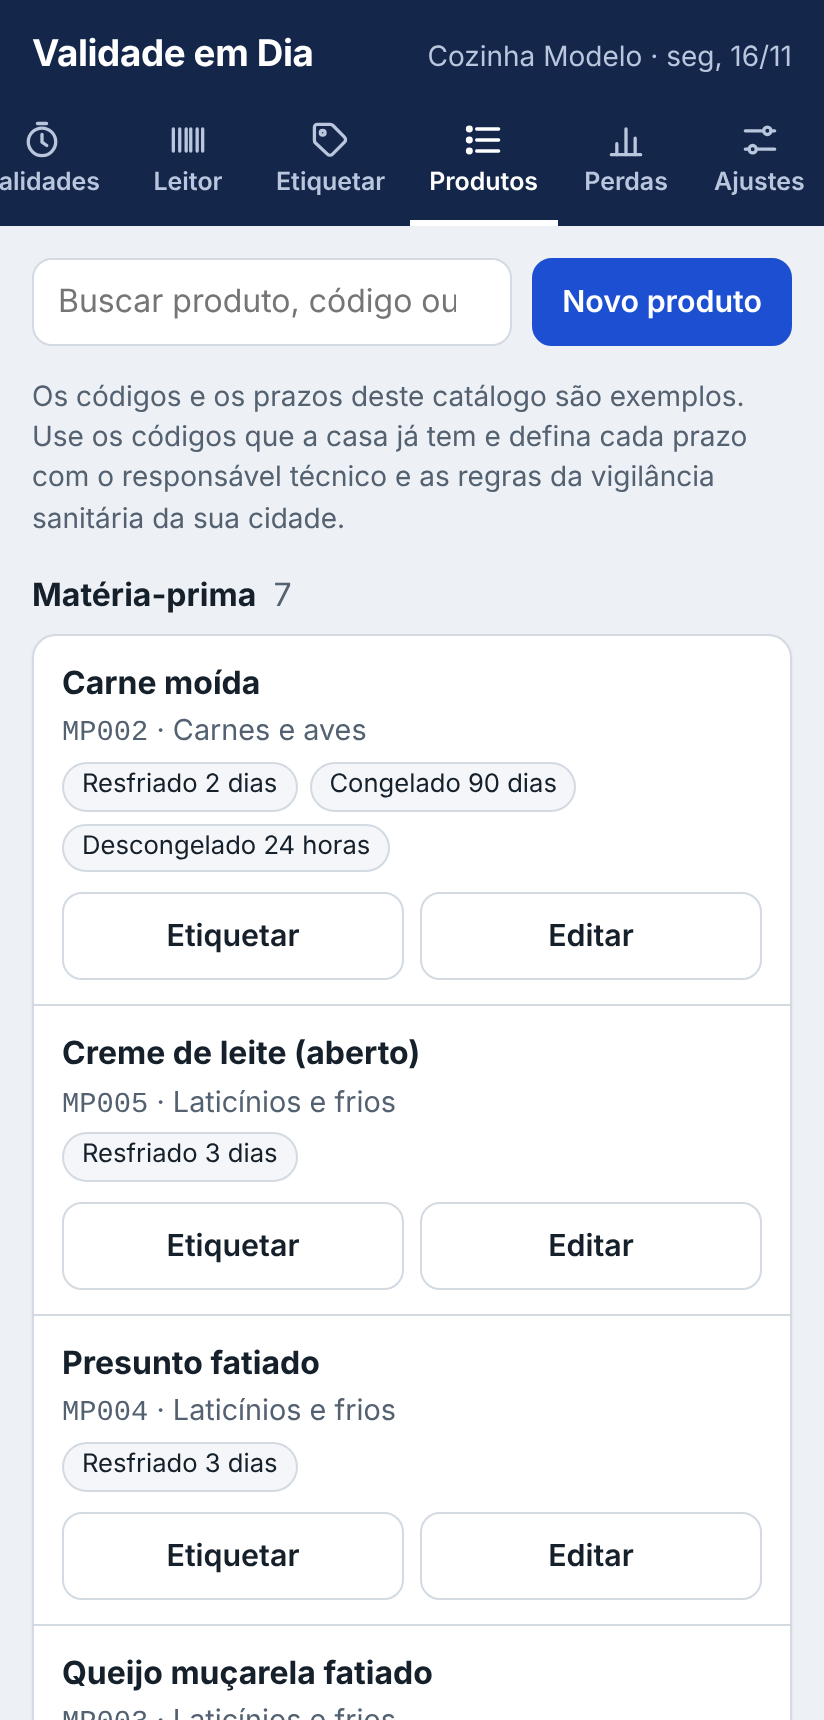 Validade em Dia
Cozinha Modelo · seg, 16/11
alidades
Leitor
Etiquetar
Produtos
Perdas
Ajustes
Buscar produto, código ou
Novo produto
Os códigos e os prazos deste catálogo são exemplos.
Use os códigos que a casa já tem e defina cada prazo
com o responsável técnico e as regras da vigilância
sanitária da sua cidade.
Matéria-prima 7
Carne moída
MP002 · Carnes e aves
Resfriado 2 dias
Congelado 90 dias
Descongelado 24 horas
Etiquetar
Editar
Creme de leite (aberto)
MP005 · Laticínios e frios
Resfriado 3 dias
Etiquetar
Editar
Presunto fatiado
MP004 · Laticínios e frios
Resfriado 3 dias
Etiquetar
Editar
Queijo muçarela fatiado
MP003 · Laticínios e frios